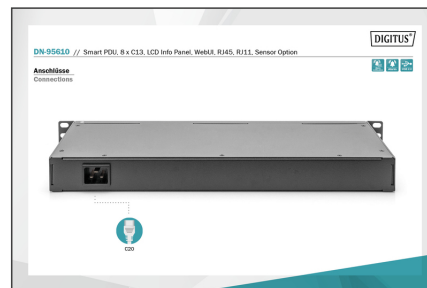 DIGITUS®
DN-95610 // Smart PDU, 8 x C13, LCD Info Panel, WebUI, RJ45, RJ11, Sensor Option
Anschlüsse
Connections
C20